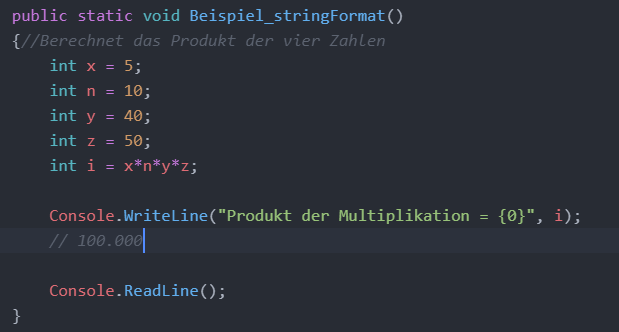 public static void Beispiel_stringFormat()
{//Berechnet das Produkt der vier Zahlen
    int x = 5;
    int n = 10;
    int y = 40;
    int z = 50;
    int i = x*n*y*z;

    Console.WriteLine("Produkt der Multiplikation = {0}", i);
    // 100.000

    Console.ReadLine();
}